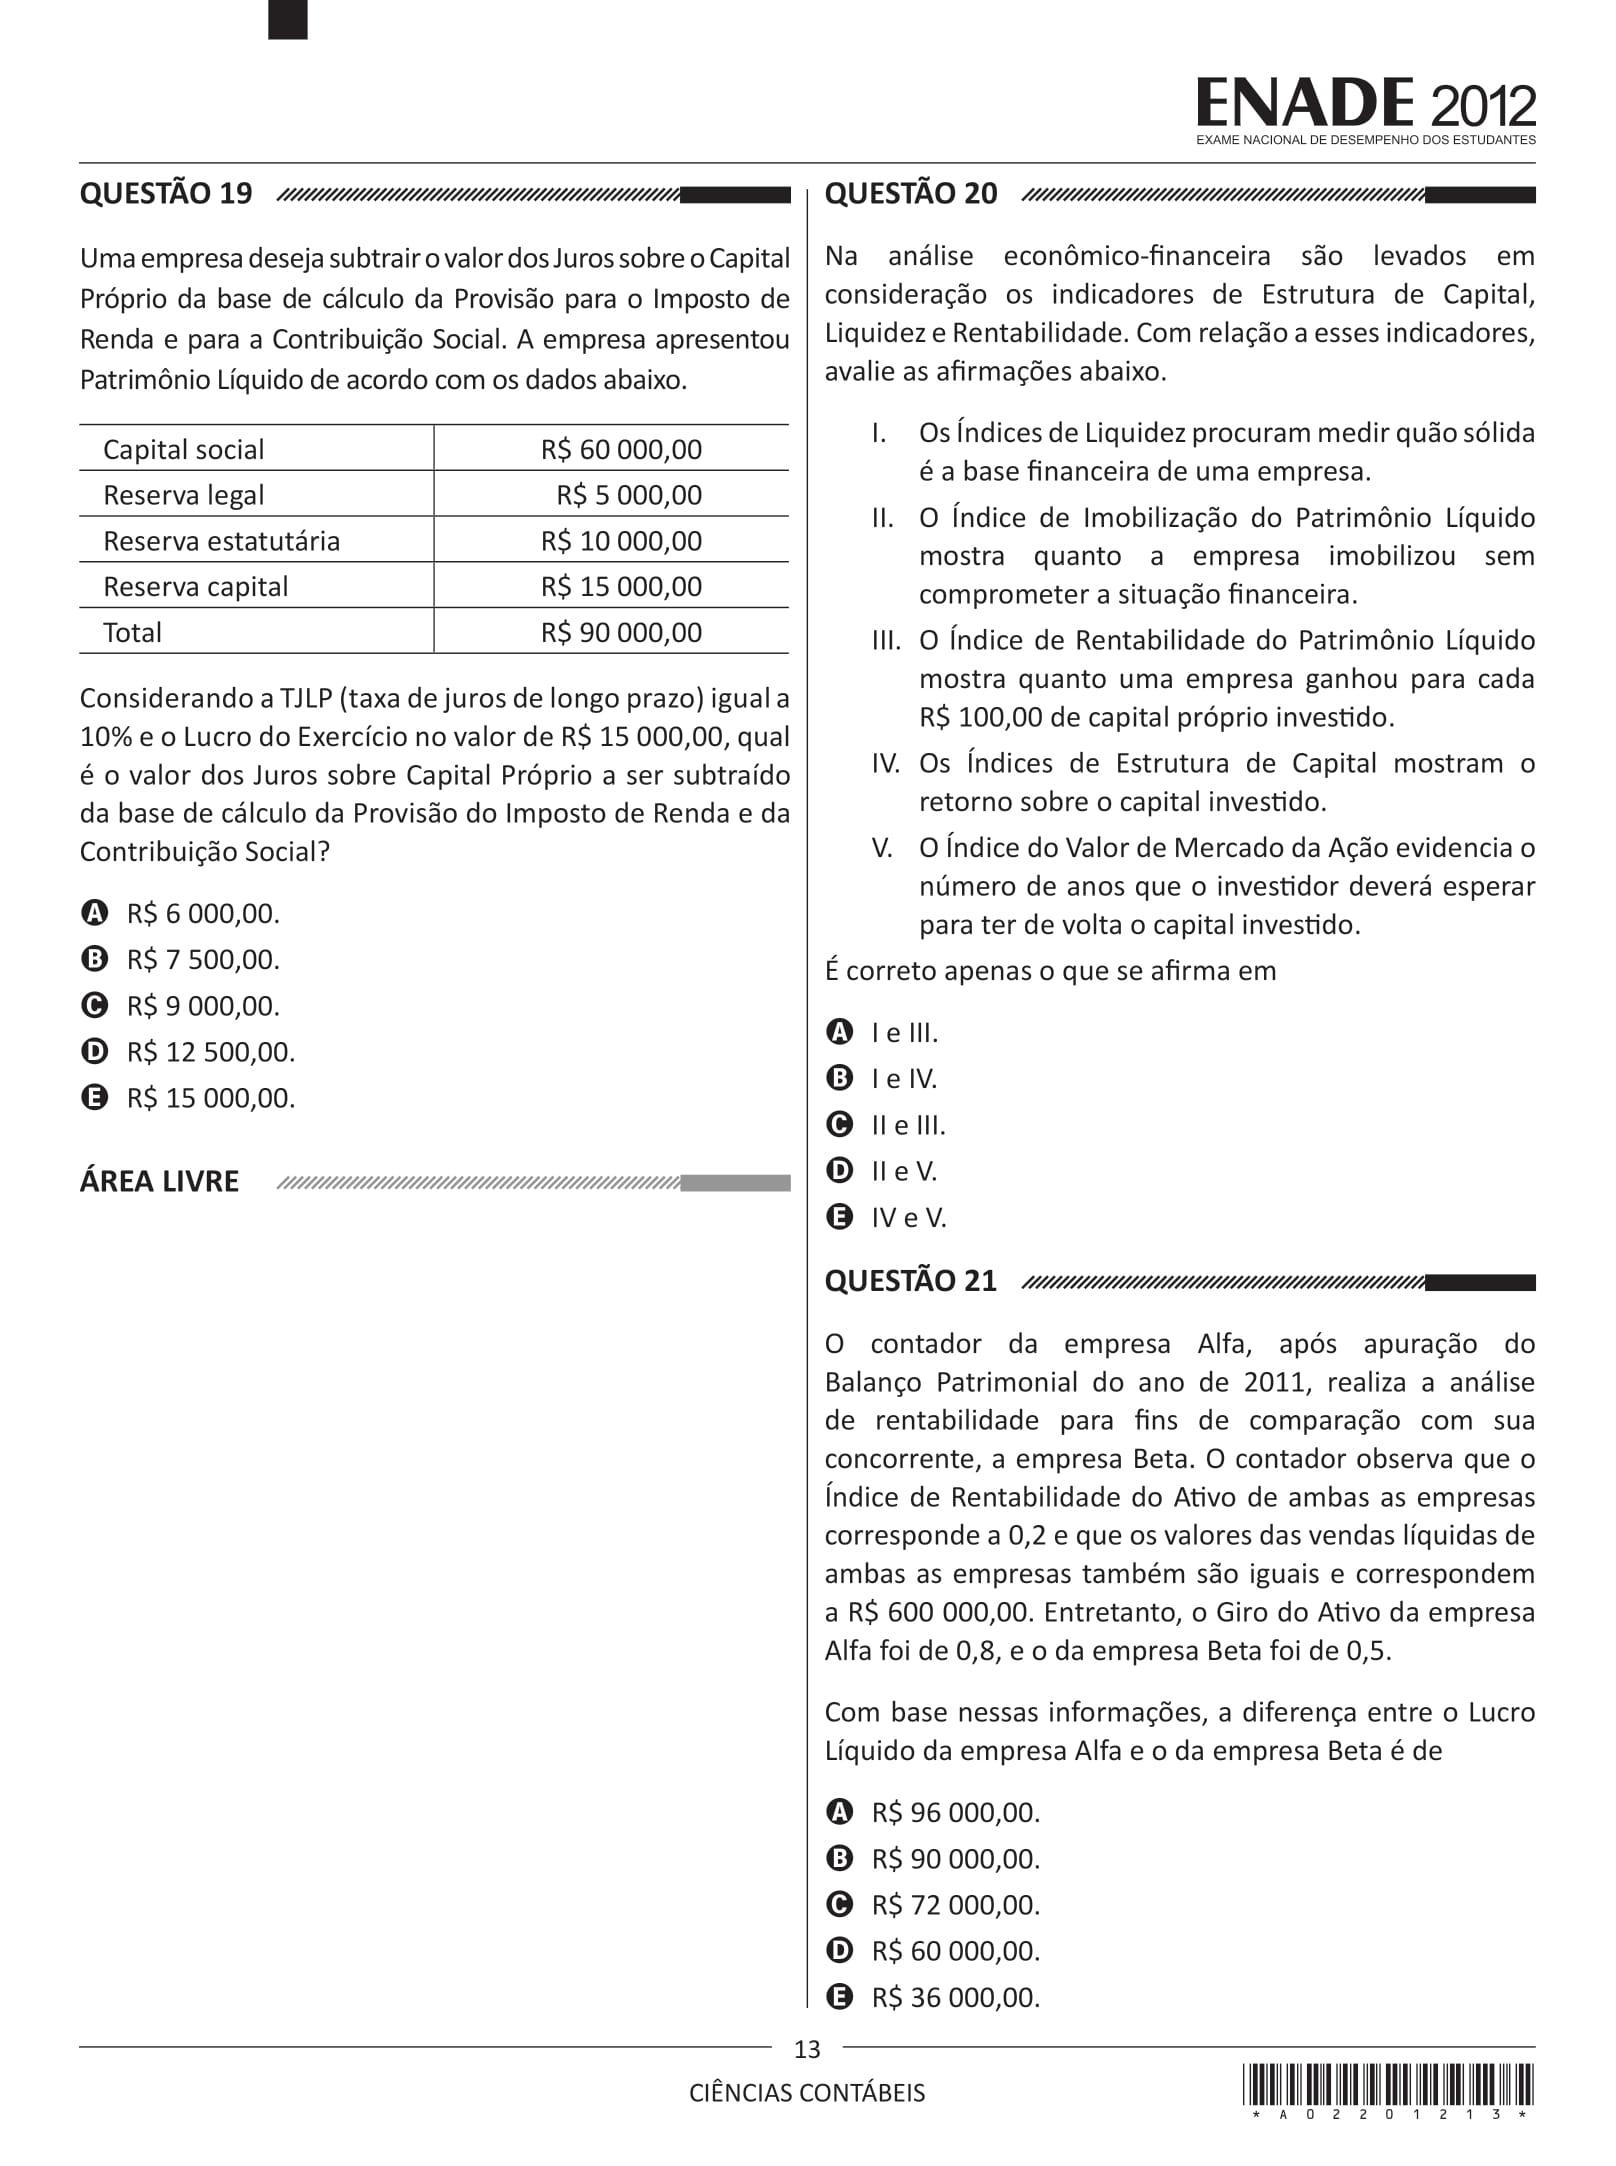 ENADE 2012
EXAME NACIONAL DE DESEMPENHO DOS ESTUDANTES
QUESTÃO 19
Uma empresa deseja subtrair o valor dos Juros sobre o Capital
Próprio da base de cálculo da Provisão para o Imposto de
Renda e para a Contribuição Social. A empresa apresentou
Patrimônio Líquido de acordo com os dados abaixo.
Capital social R$ 60 000,00
Reserva legal R$ 5 000,00
Reserva estatutária R$ 10 000,00
Reserva capital R$ 15 000,00
Total R$ 90 000,00
Considerando a TJLP (taxa de juros de longo prazo) igual a
10% e o Lucro do Exercício no valor de R$ 15 000,00, qual
é o valor dos Juros sobre Capital Próprio a ser subtraído
da base de cálculo da Provisão do Imposto de Renda e da
Contribuição Social?
A R$ 6 000,00.
B R$ 7 500,00.
C R$ 9 000,00.
D R$ 12 500,00.
E R$ 15 000,00.
ÁREA LIVRE
QUESTÃO 20
Na análise econômico-financeira são levados em
consideração os indicadores de Estrutura de Capital,
Liquidez e Rentabilidade. Com relação a esses indicadores,
avalie as afirmações abaixo.
I. Os Índices de Liquidez procuram medir quão sólida
é a base financeira de uma empresa.
II. O Índice de Imobilização do Patrimônio Líquido
mostra quanto a empresa imobilizou sem
comprometer a situação financeira.
III. O Índice de Rentabilidade do Patrimônio Líquido
mostra quanto uma empresa ganhou para cada
R$ 100,00 de capital próprio investido.
IV. Os Índices de Estrutura de Capital mostram o
retorno sobre o capital investido.
V. O Índice do Valor de Mercado da Ação evidencia o
número de anos que o investidor deverá esperar
para ter de volta o capital investido.
É correto apenas o que se afirma em
A I e III.
B I e IV.
C II e III.
D II e V.
E IV e V.
QUESTÃO 21
O contador da empresa Alfa, após apuração do
Balanço Patrimonial do ano de 2011, realiza a análise
de rentabilidade para fins de comparação com sua
concorrente, a empresa Beta. O contador observa que o
Índice de Rentabilidade do Ativo de ambas as empresas
corresponde a 0,2 e que os valores das vendas líquidas de
ambas as empresas também são iguais e correspondem
a R$ 600 000,00. Entretanto, o Giro do Ativo da empresa
Alfa foi de 0,8, e o da empresa Beta foi de 0,5.
Com base nessas informações, a diferença entre o Lucro
Líquido da empresa Alfa e o da empresa Beta é de
A R$ 96 000,00.
B R$ 90 000,00.
C R$ 72 000,00.
D R$ 60 000,00.
E R$ 36 000,00.
13
CIÊNCIAS CONTÁBEIS
* A 0 2 2 0 1 2 1 3 *